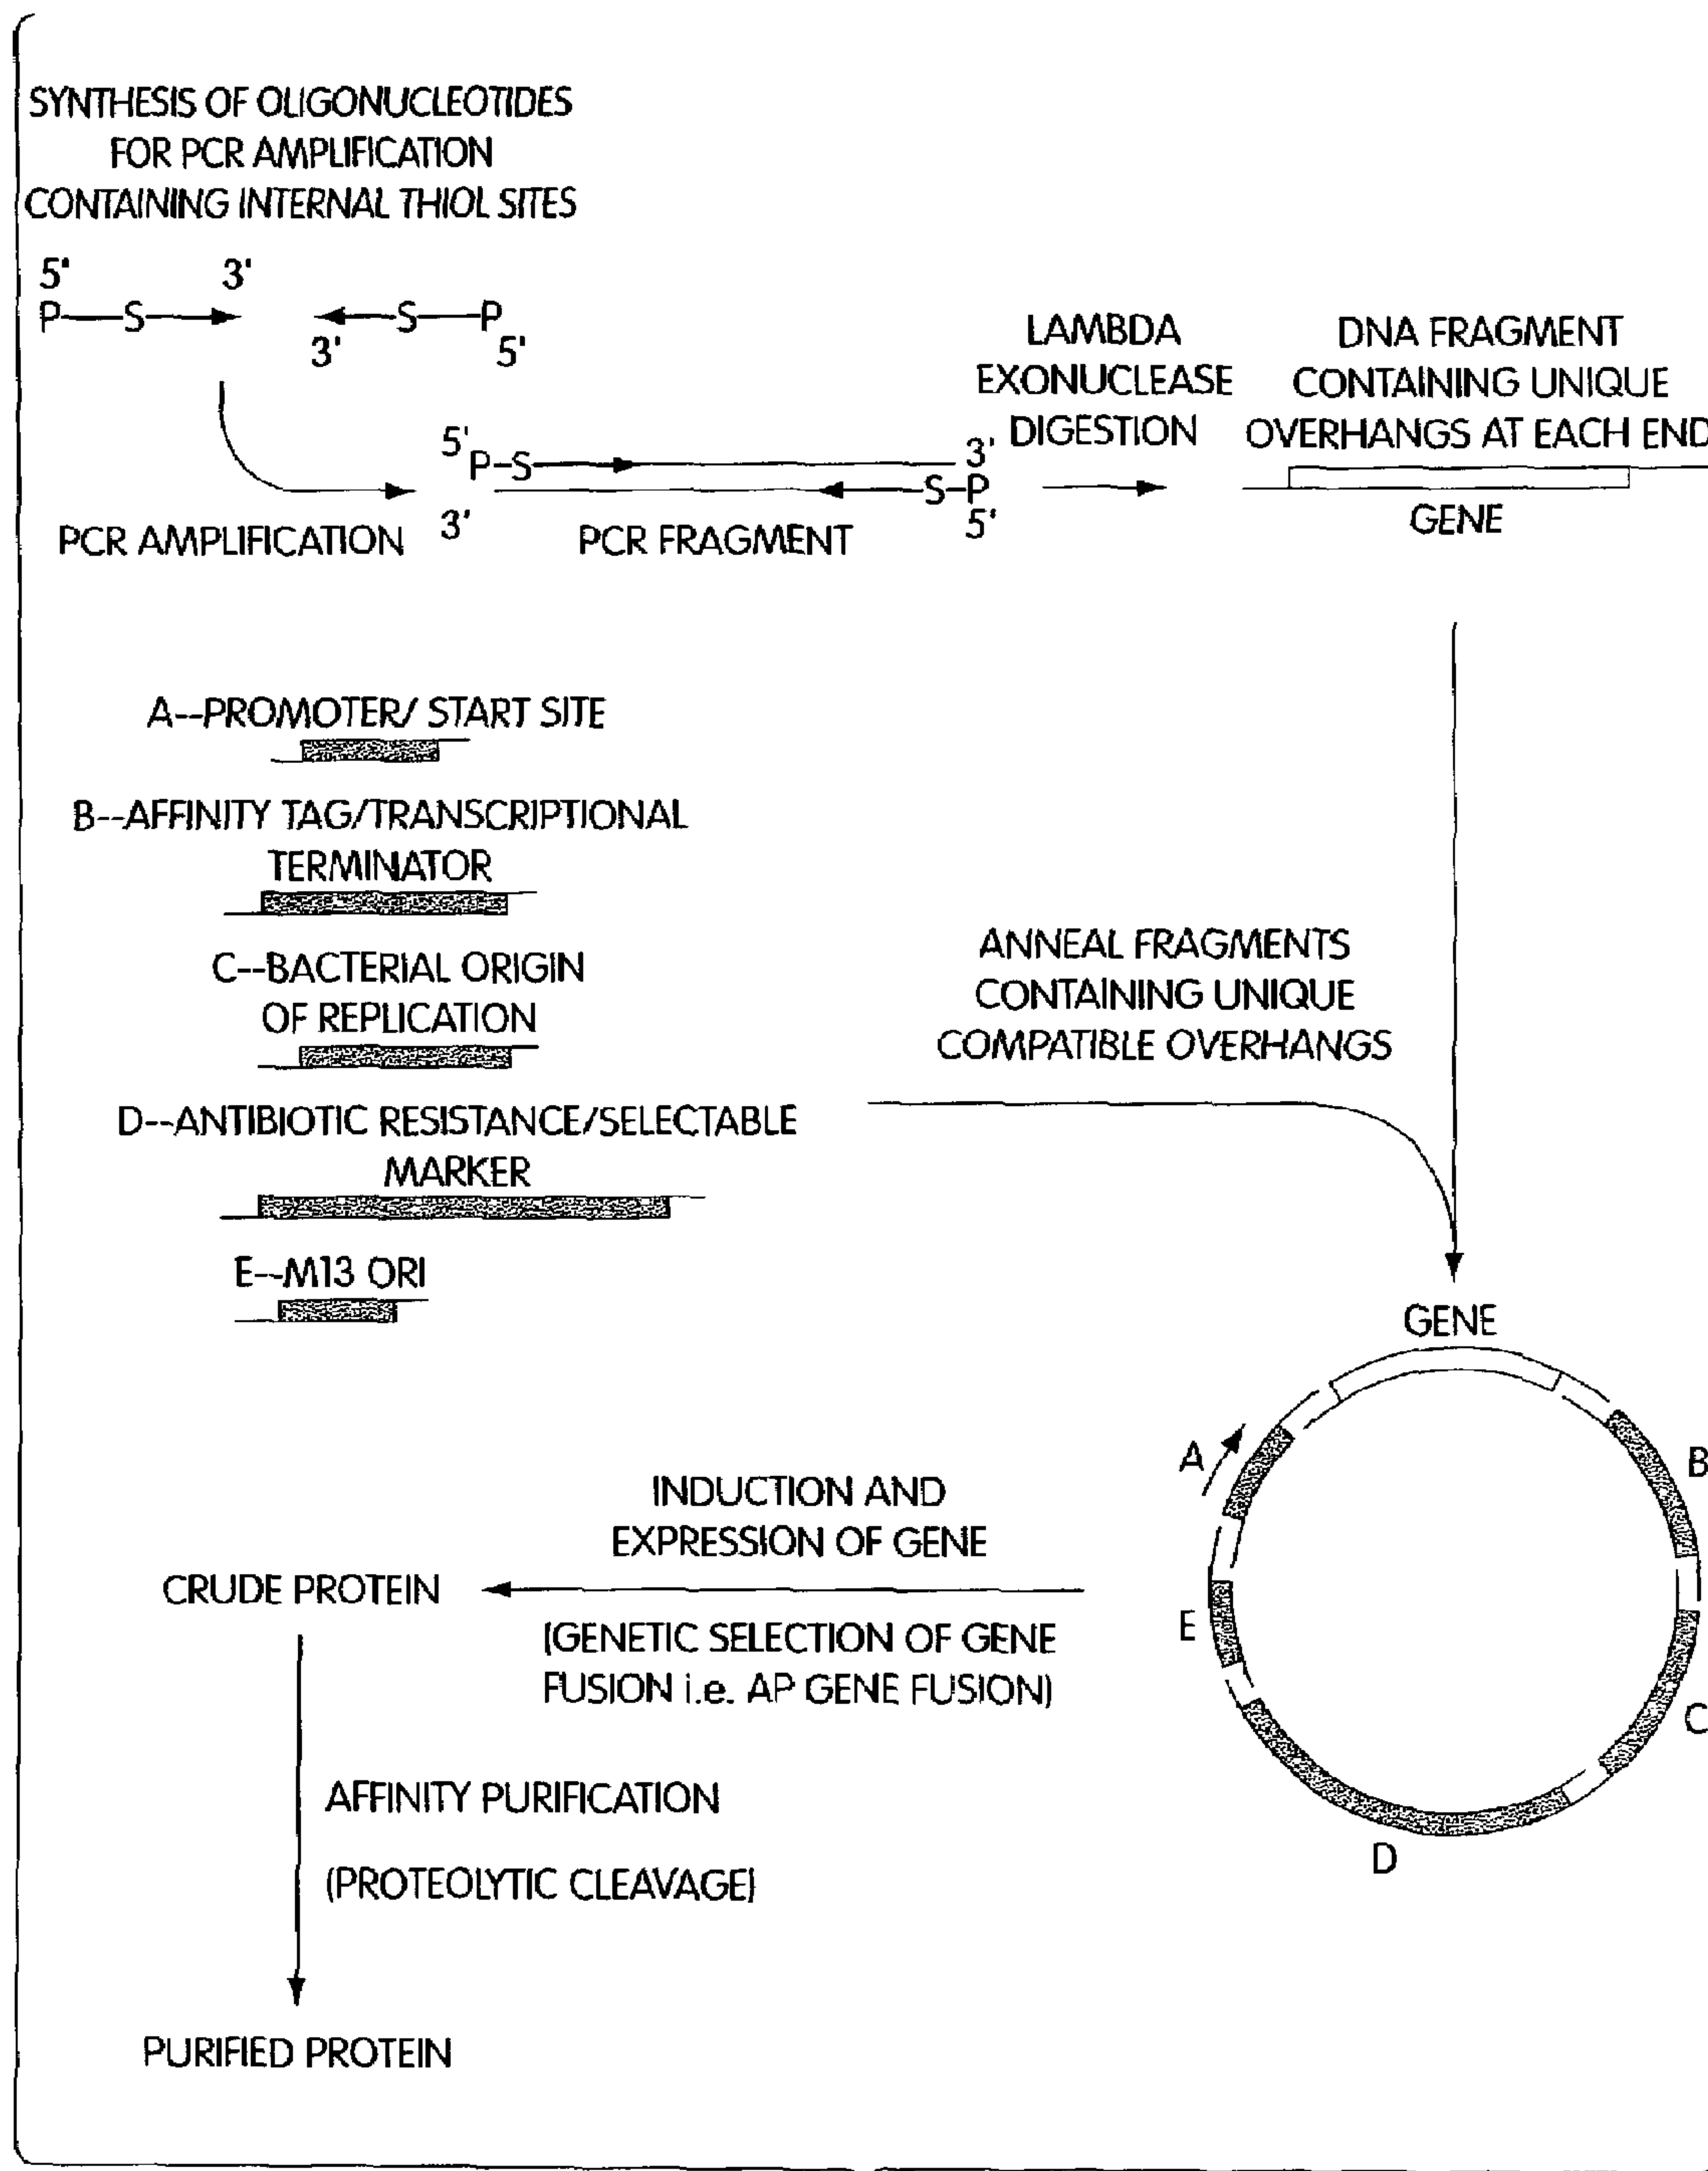 SYNTHESIS OF OLIGONUCLEOTIDES
FOR PCR AMPLIFICATION
CONTAINING INTERNAL THIOL SITES
5' 3'
P S S P
3' 5'
PCR AMPLIFICATION
5' P-S 3'
S-P
3' 5'
PCR FRAGMENT
LAMBDA
EXONUCLEASE
DIGESTION
DNA FRAGMENT
CONTAINING UNIQUE
OVERHANGS AT EACH END
GENE
A--PROMOTER/ START SITE
B--AFFINITY TAG/TRANSCRIPTIONAL
TERMINATOR
C--BACTERIAL ORIGIN
OF REPLICATION
D--ANTIBIOTIC RESISTANCE/SELECTABLE
MARKER
E--M13 ORI
ANNEAL FRAGMENTS
CONTAINING UNIQUE
COMPATIBLE OVERHANGS
GENE
A
B
E
C
D
INDUCTION AND
EXPRESSION OF GENE
(GENETIC SELECTION OF GENE
FUSION i.e. AP GENE FUSION)
CRUDE PROTEIN
AFFINITY PURIFICATION
(PROTEOLYTIC CLEAVAGE)
PURIFIED PROTEIN